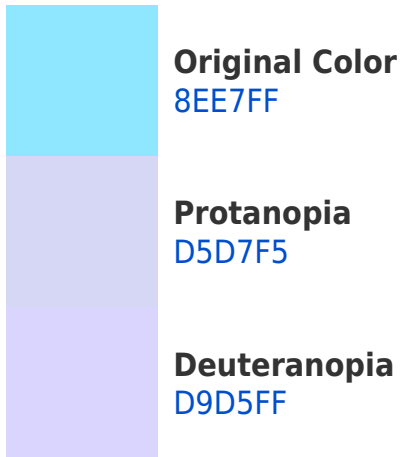 Original Color
8EE7FF
Protanopia
D5D7F5
Deuteranopia
D9D5FF